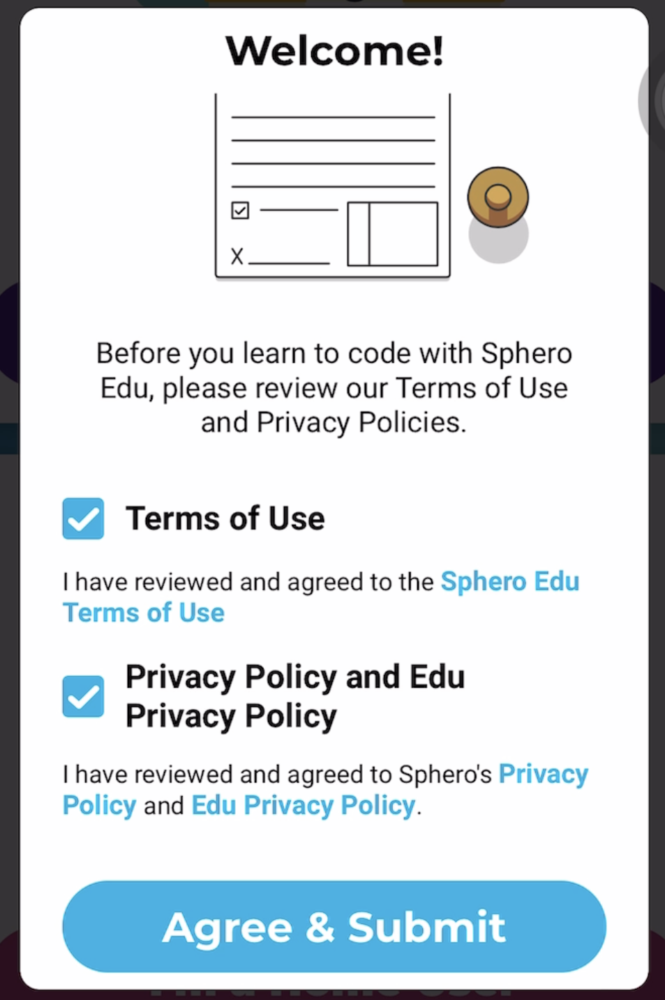 Welcome!
X
Before you learn to code with Sphero
Edu, please review our Terms of Use
and Privacy Policies.
Terms of Use
I have reviewed and agreed to the Sphero Edu
Terms of Use
Privacy Policy and Edu
Privacy Policy
I have reviewed and agreed to Sphero's Privacy
Policy and Edu Privacy Policy.
Agree & Submit